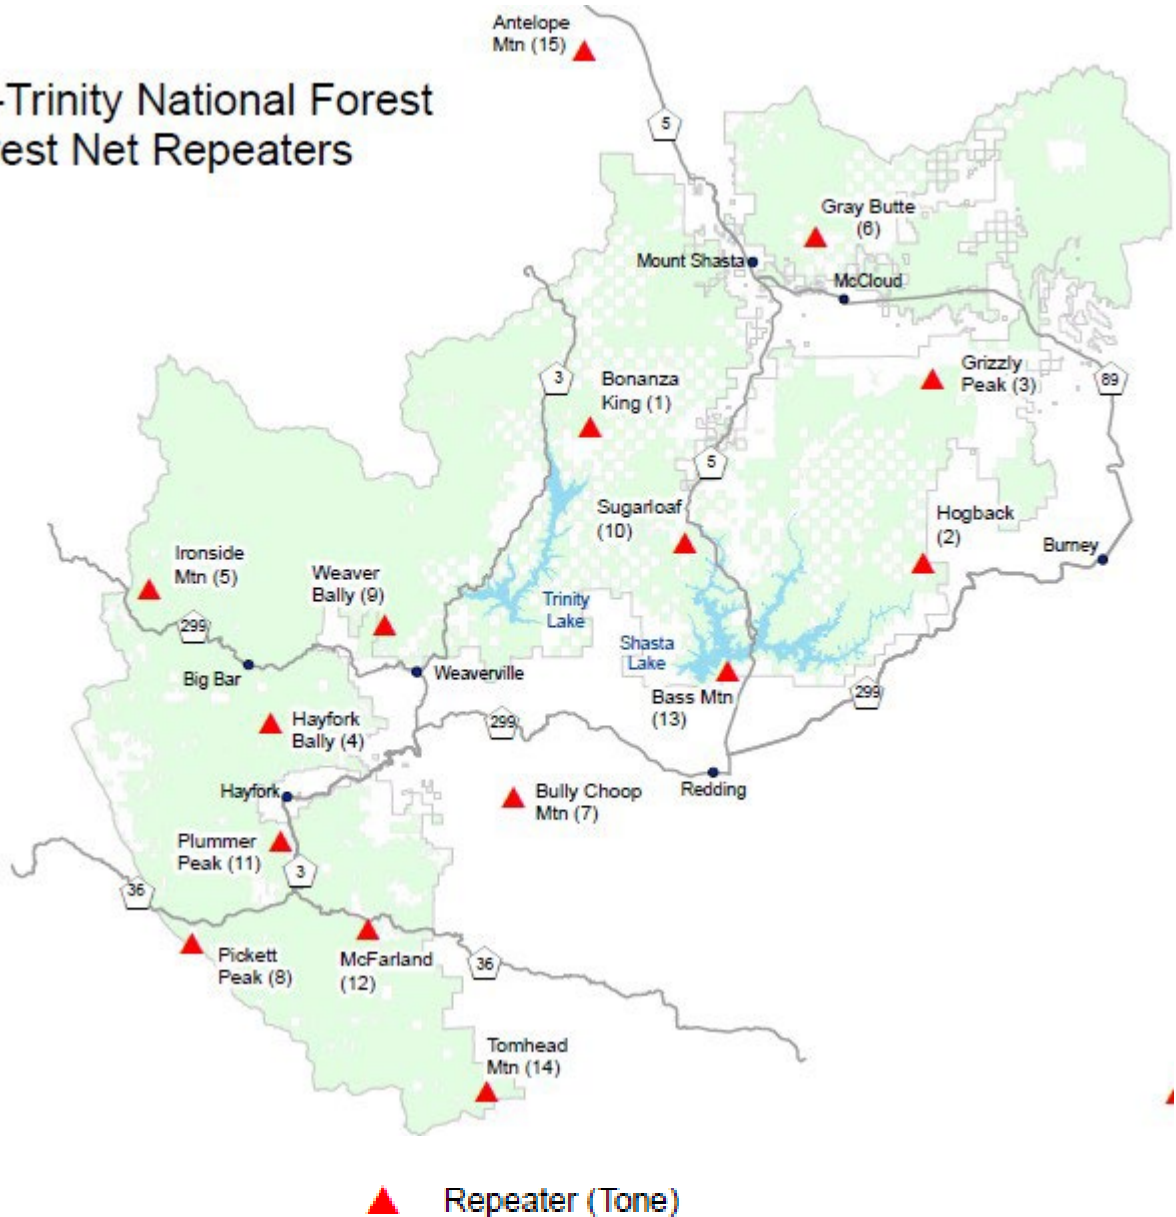 Antelope
Mtn (15)
-Trinity National Forest
est Net Repeaters
5
Gray Butte
(6)
Mount Shasta
McCloud
3
Bonanza
King (1)
Grizzly
Peak (3)
89
5
Sugarloaf
(10)
Hogback
(2)
Burney
Ironside
Mtn (5)
Weaver
Bally (9)
Trinity
Lake
299
Shasta
Lake
Big Bar
Weaverville
Bass Mtn
(13)
299
Hayfork
Bally (4)
299
Hayfork
Redding
Bully Choop
Mtn (7)
Plummer
Peak (11)
3
36
Pickett
Peak (8)
McFarland
(12)
36
Tomhead
Mtn (14)
Repeater (Tone)